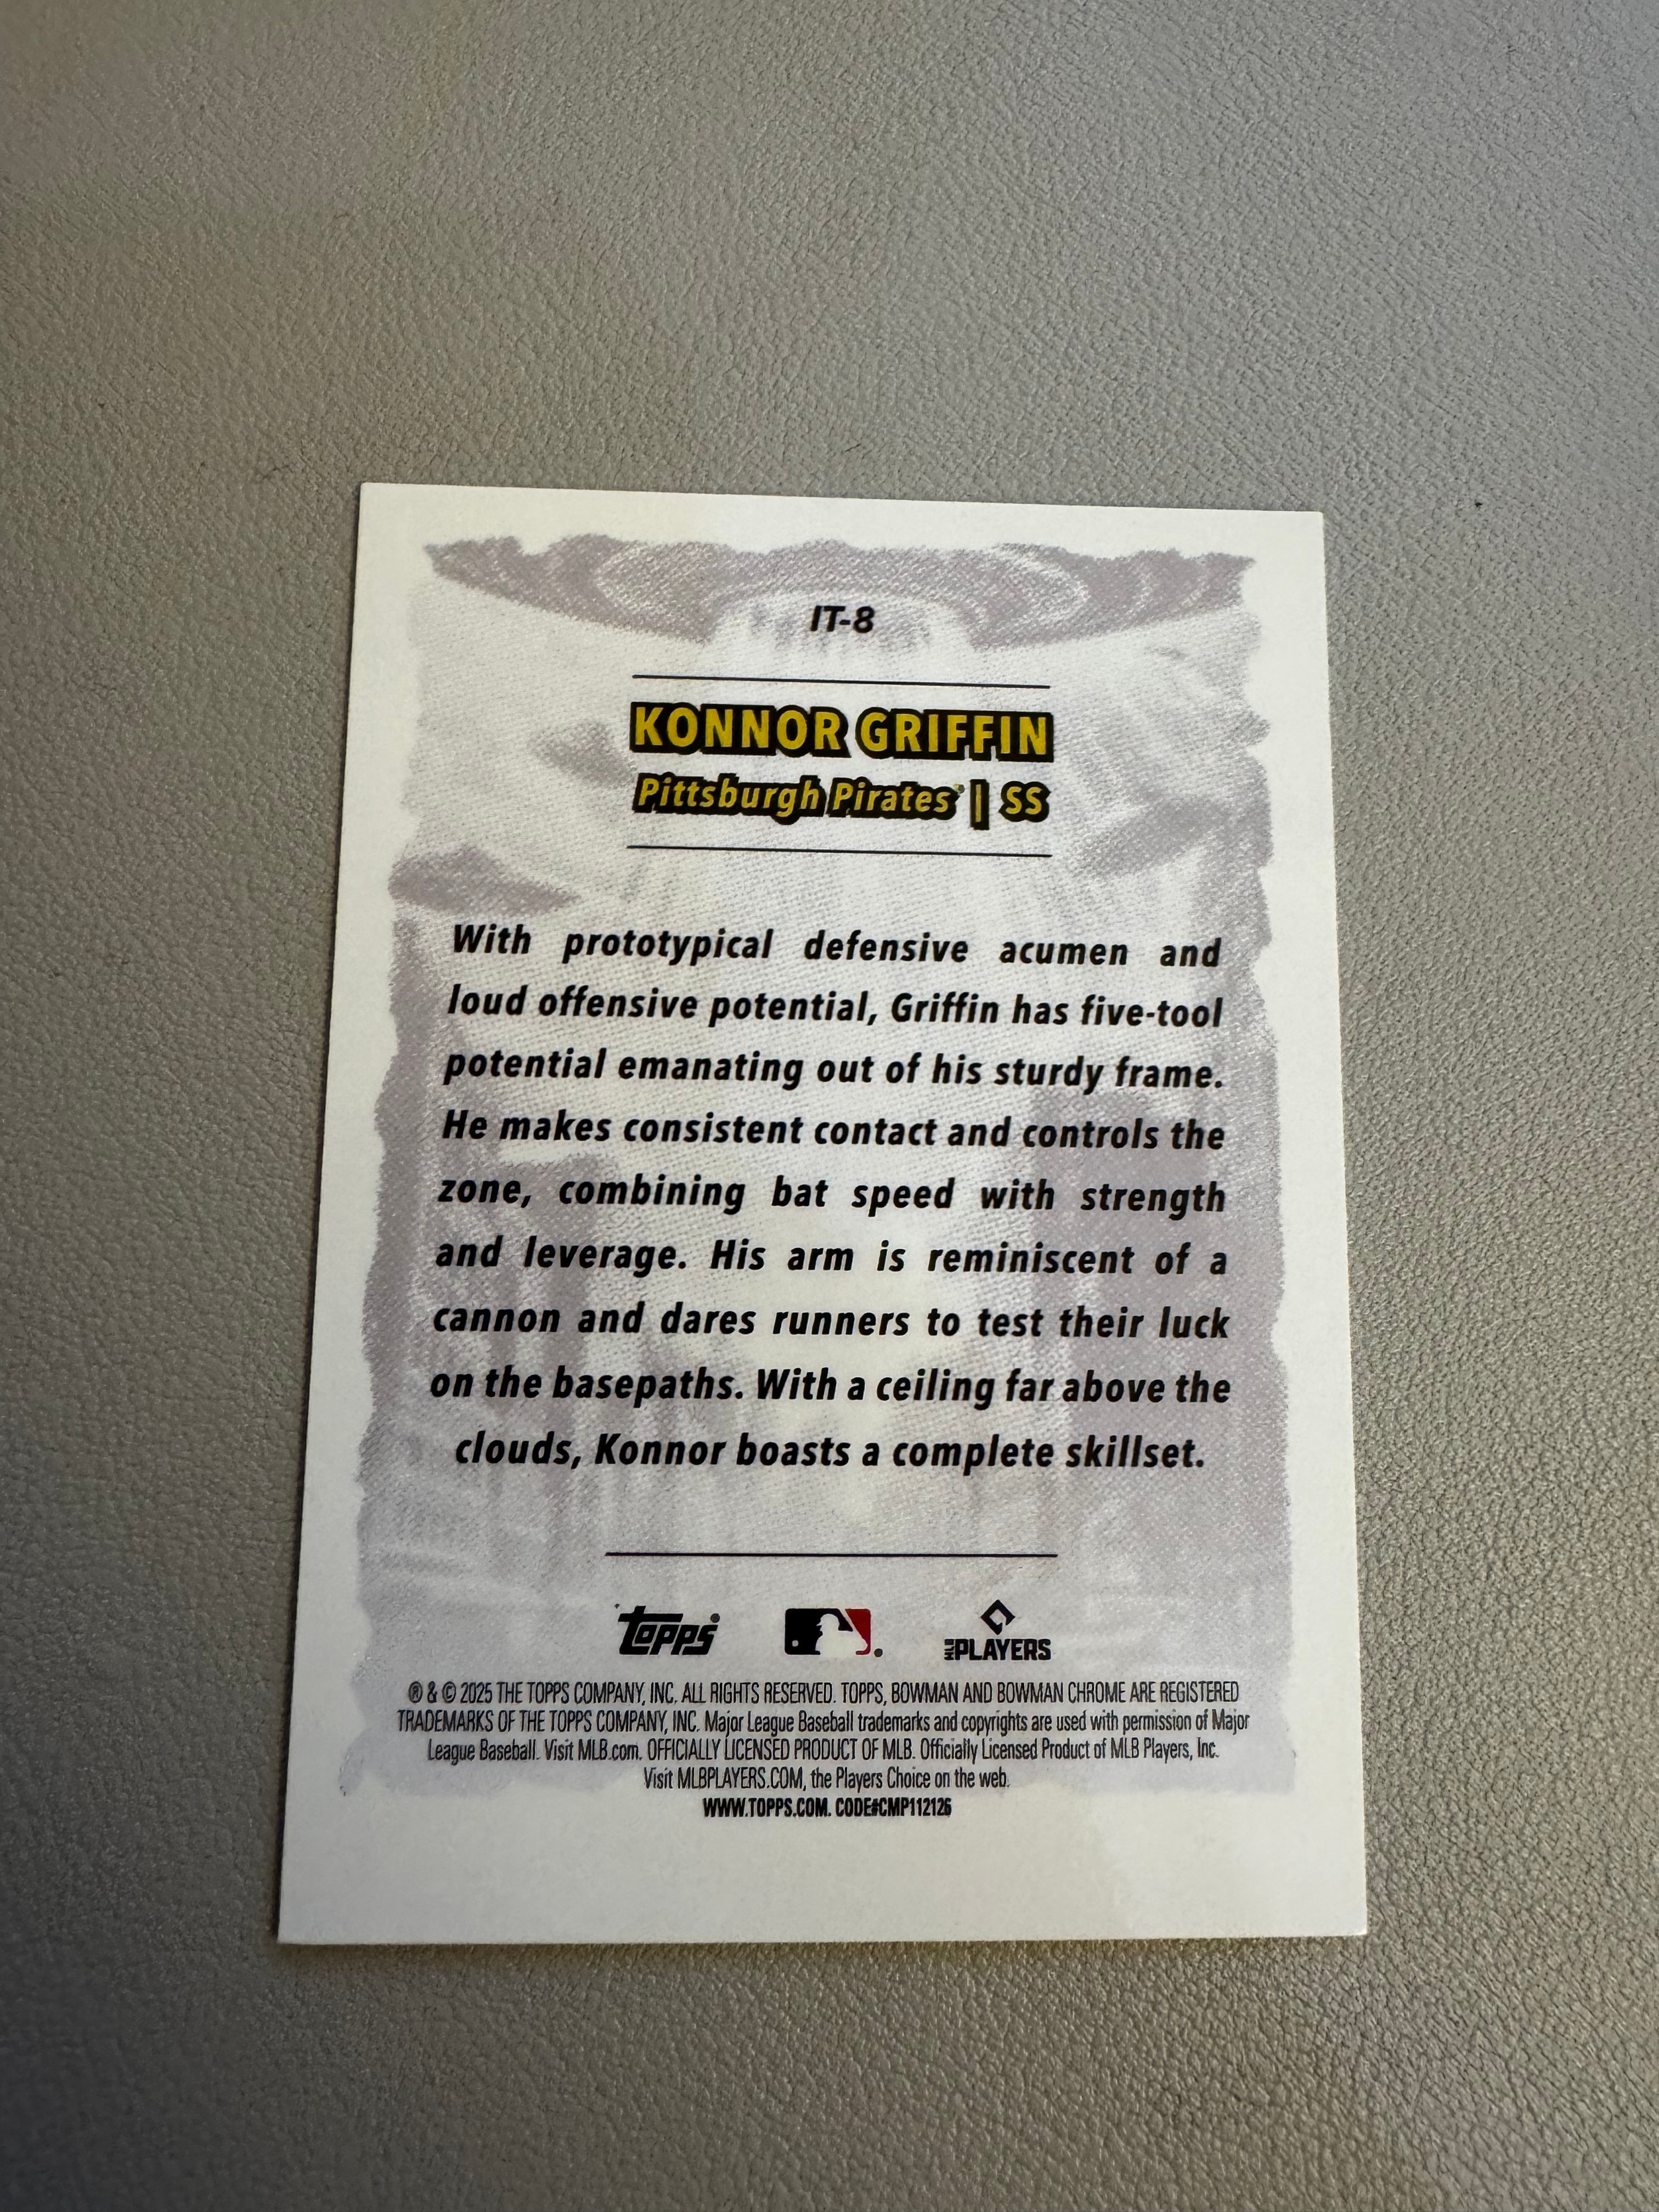 IT-8
KONNOR GRIFFIN
Pittsburgh Pirates | SS
With prototypical defensive acumen and
loud offensive potential, Griffin has five-tool
potential emanating out of his sturdy frame.
He makes consistent contact and controls the
zone, combining bat speed with strength
and leverage. His arm is reminiscent of a
cannon and dares runners to test their luck
on the basepaths. With a ceiling far above the
clouds, Konnor boasts a complete skillset.
Topps MLB PLAYERS
® & © 2025 THE TOPPS COMPANY, INC. ALL RIGHTS RESERVED. TOPPS, BOWMAN AND BOWMAN CHROME ARE REGISTERED
TRADEMARKS OF THE TOPPS COMPANY, INC. Major League Baseball trademarks and copyrights are used with permission of Major
League Baseball. Visit MLB.com. OFFICIALLY LICENSED PRODUCT OF MLB. Officially Licensed Product of MLB Players, Inc.
Visit MLBPLAYERS.COM, the Players Choice on the web.
WWW.TOPPS.COM. CODE#CMP112126